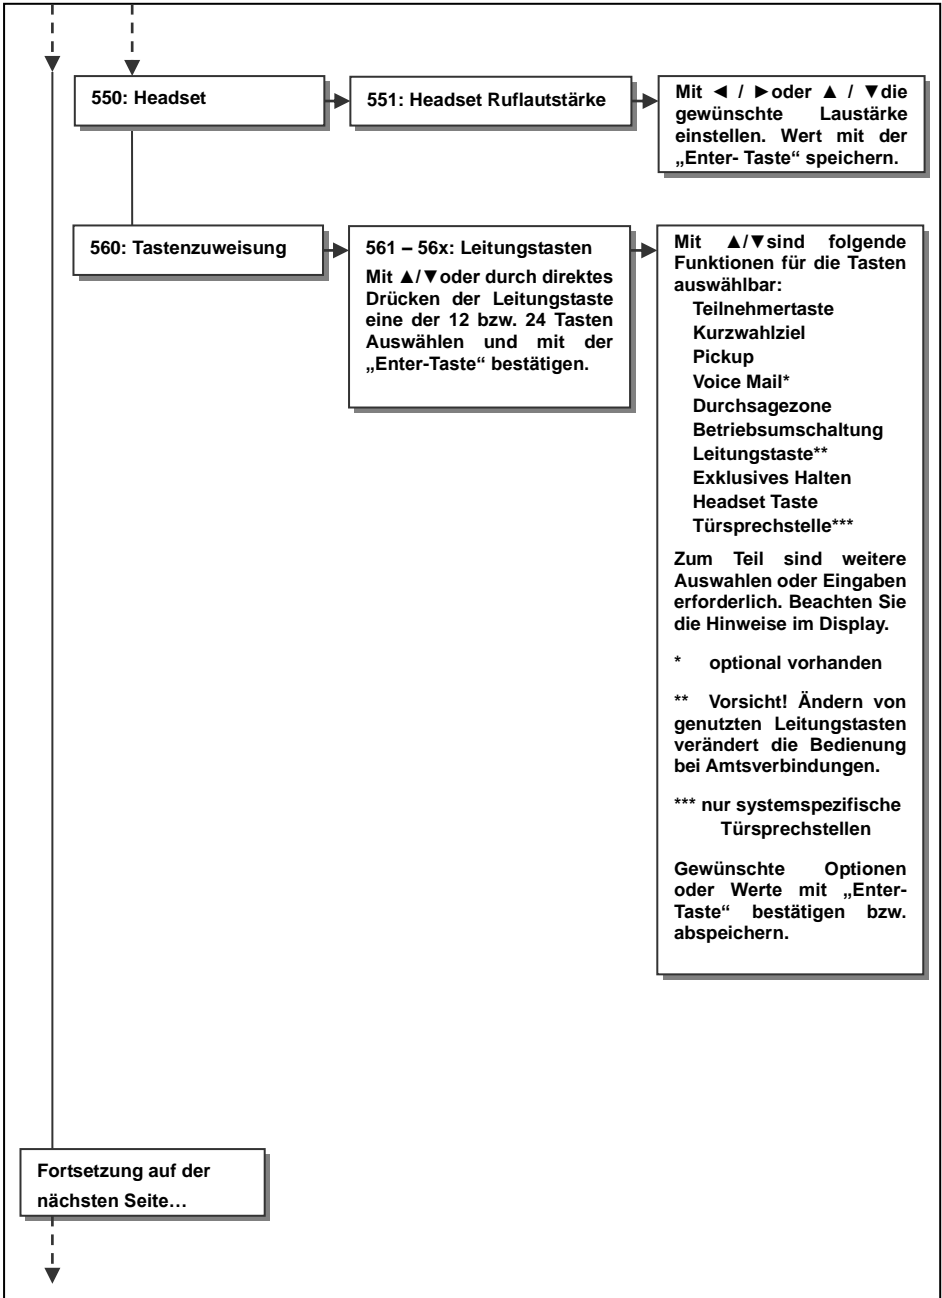 550: Headset
551: Headset Ruflautstärke
Mit ◄ / ►oder ▲ / ▼die
gewünschte Laustärke
einstellen. Wert mit der
„Enter- Taste“ speichern.
560: Tastenzuweisung
561 – 56x: Leitungstasten
Mit ▲/▼oder durch direktes
Drücken der Leitungstaste
eine der 12 bzw. 24 Tasten
Auswählen und mit der
„Enter-Taste“ bestätigen.
Mit ▲/▼sind folgende
Funktionen für die Tasten
auswählbar:
Teilnehmertaste
Kurzwahlziel
Pickup
Voice Mail*
Durchsagezone
Betriebsumschaltung
Leitungstaste**
Exklusives Halten
Headset Taste
Türsprechstelle***
Zum Teil sind weitere
Auswahlen oder Eingaben
erforderlich. Beachten Sie
die Hinweise im Display.
* optional vorhanden
** Vorsicht! Ändern von
genutzten Leitungstasten
verändert die Bedienung
bei Amtsverbindungen.
*** nur systemspezifische
Türsprechstellen
Gewünschte Optionen
oder Werte mit „Enter-
Taste“ bestätigen bzw.
abspeichern.
Fortsetzung auf der
nächsten Seite…